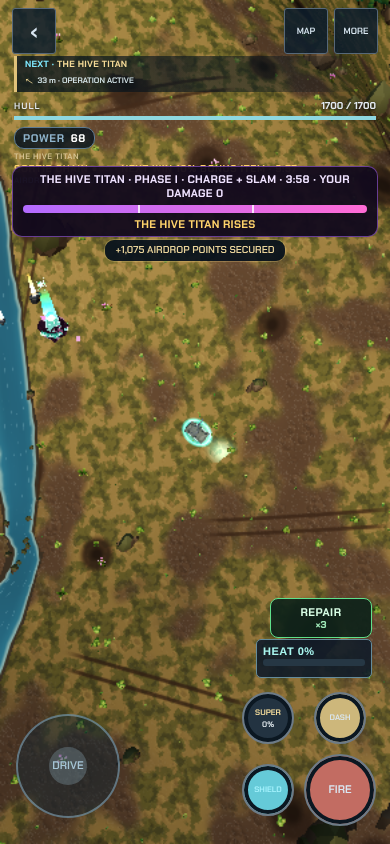 MAP
MORE
NEXT · THE HIVE TITAN
33 m · OPERATION ACTIVE
HULL
1700 / 1700
POWER 68
THE HIVE TITAN
THE HIVE TITAN · PHASE I · CHARGE + SLAM · 3:58 · YOUR
DAMAGE 0
THE HIVE TITAN RISES
+1,075 AIRDROP POINTS SECURED
REPAIR
×3
HEAT 0%
SUPER
0%
DASH
DRIVE
SHIELD
FIRE